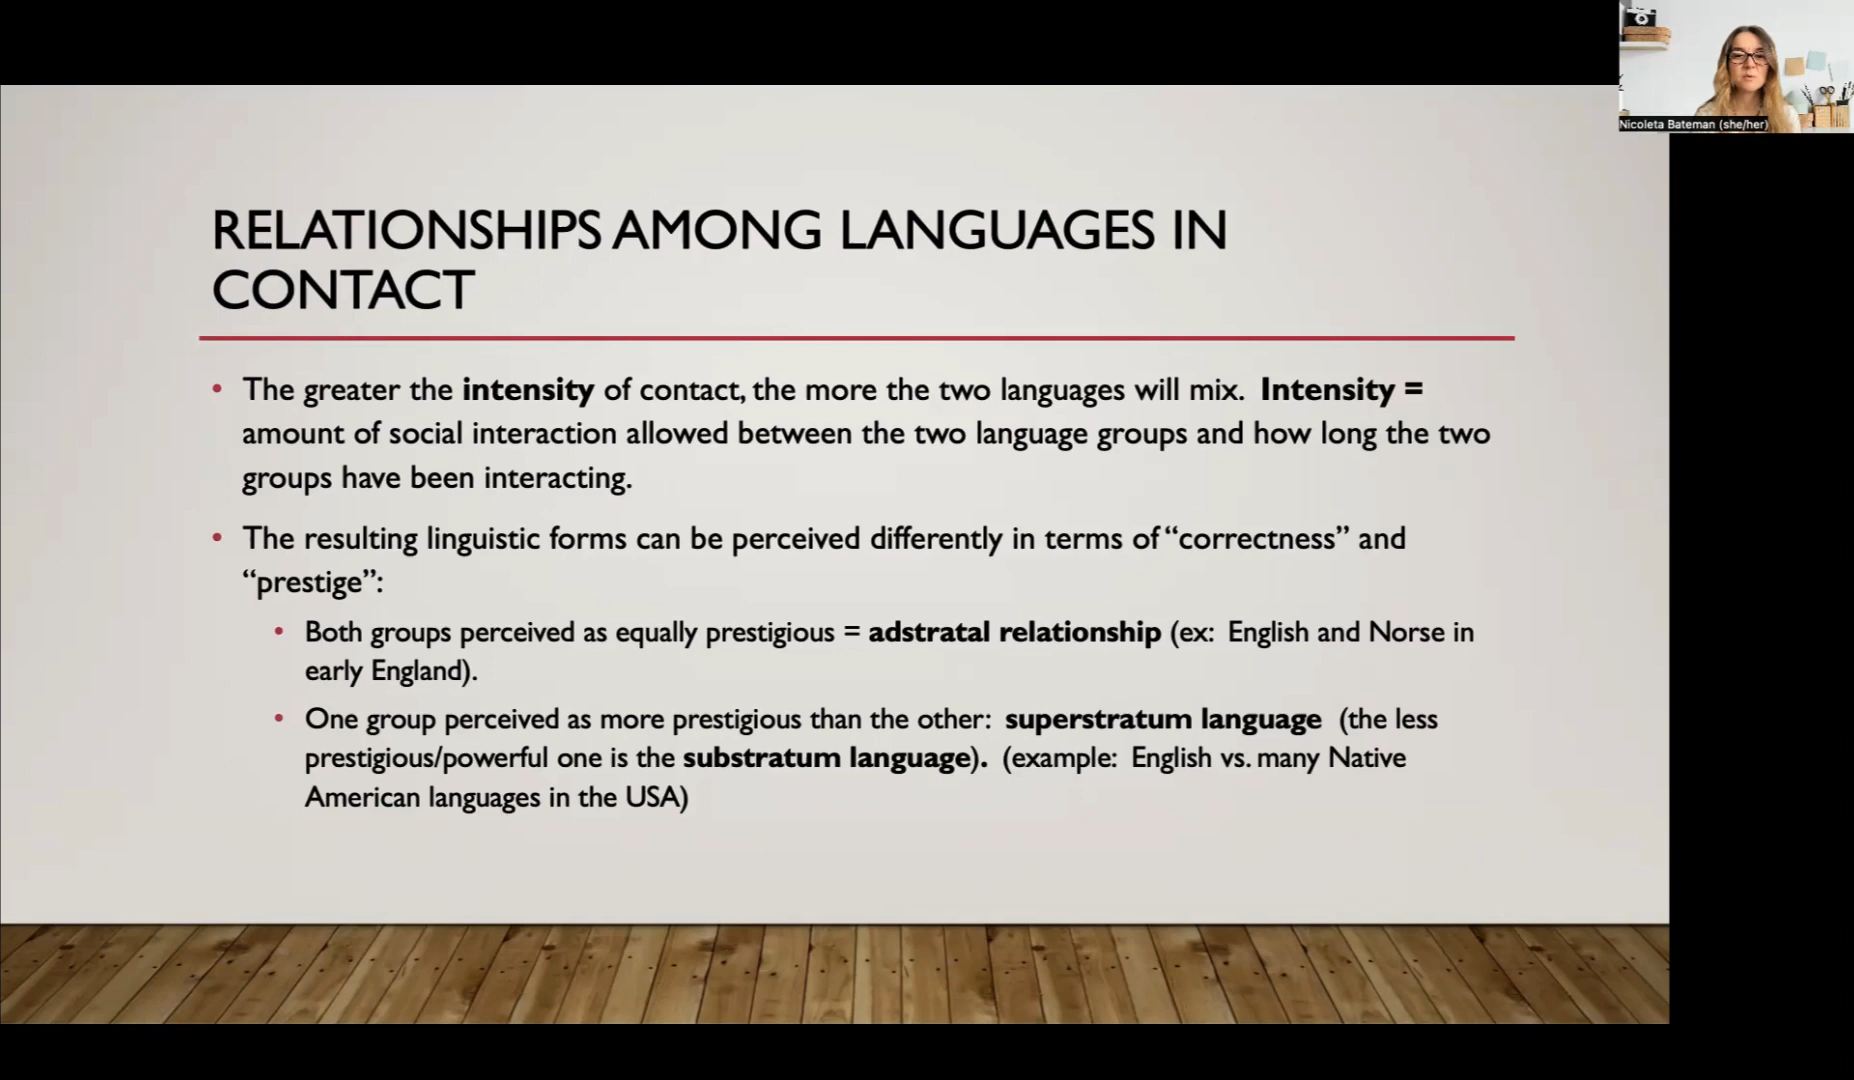 RELATIONSHIPS AMONG LANGUAGES IN
CONTACT
• The greater the intensity of contact, the more the two languages will mix. Intensity =
amount of social interaction allowed between the two language groups and how long the two
groups have been interacting.
• The resulting linguistic forms can be perceived differently in terms of “correctness” and
“prestige”:
• Both groups perceived as equally prestigious = adstratal relationship (ex: English and Norse in
early England).
• One group perceived as more prestigious than the other: superstratum language (the less
prestigious/powerful one is the substratum language). (example: English vs. many Native
American languages in the USA)
Nicoleta Bateman (she/her)